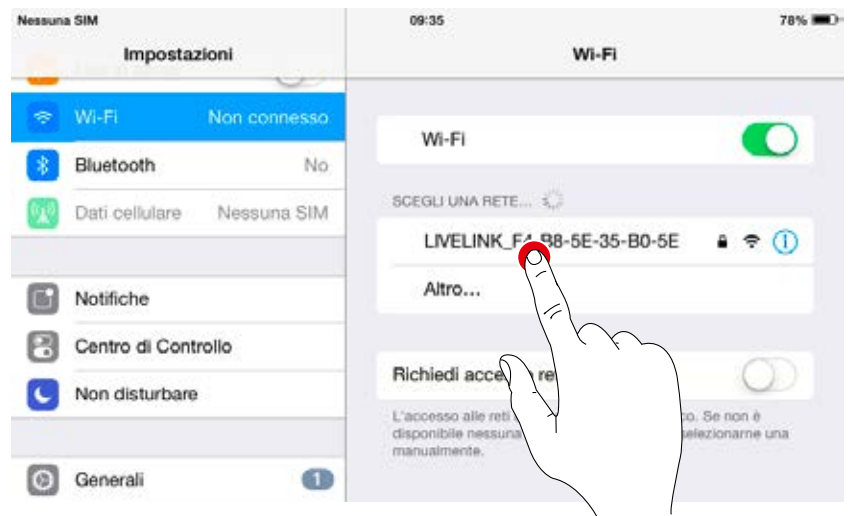 Nessuna SIM 09:35 78%
Impostazioni
Wi-Fi
Wi-Fi Non connesso
Bluetooth No
Dati cellulare Nessuna SIM
Notifiche
Centro di Controllo
Non disturbare
Generali 1
Wi-Fi
SCEGLI UNA RETE...
LIVELINK_F4-B8-5E-35-B0-5E
Altro...
Richiedi
L'accesso alle reti co. Se non è
disponibile nessuna selezionarne una
manualmente.